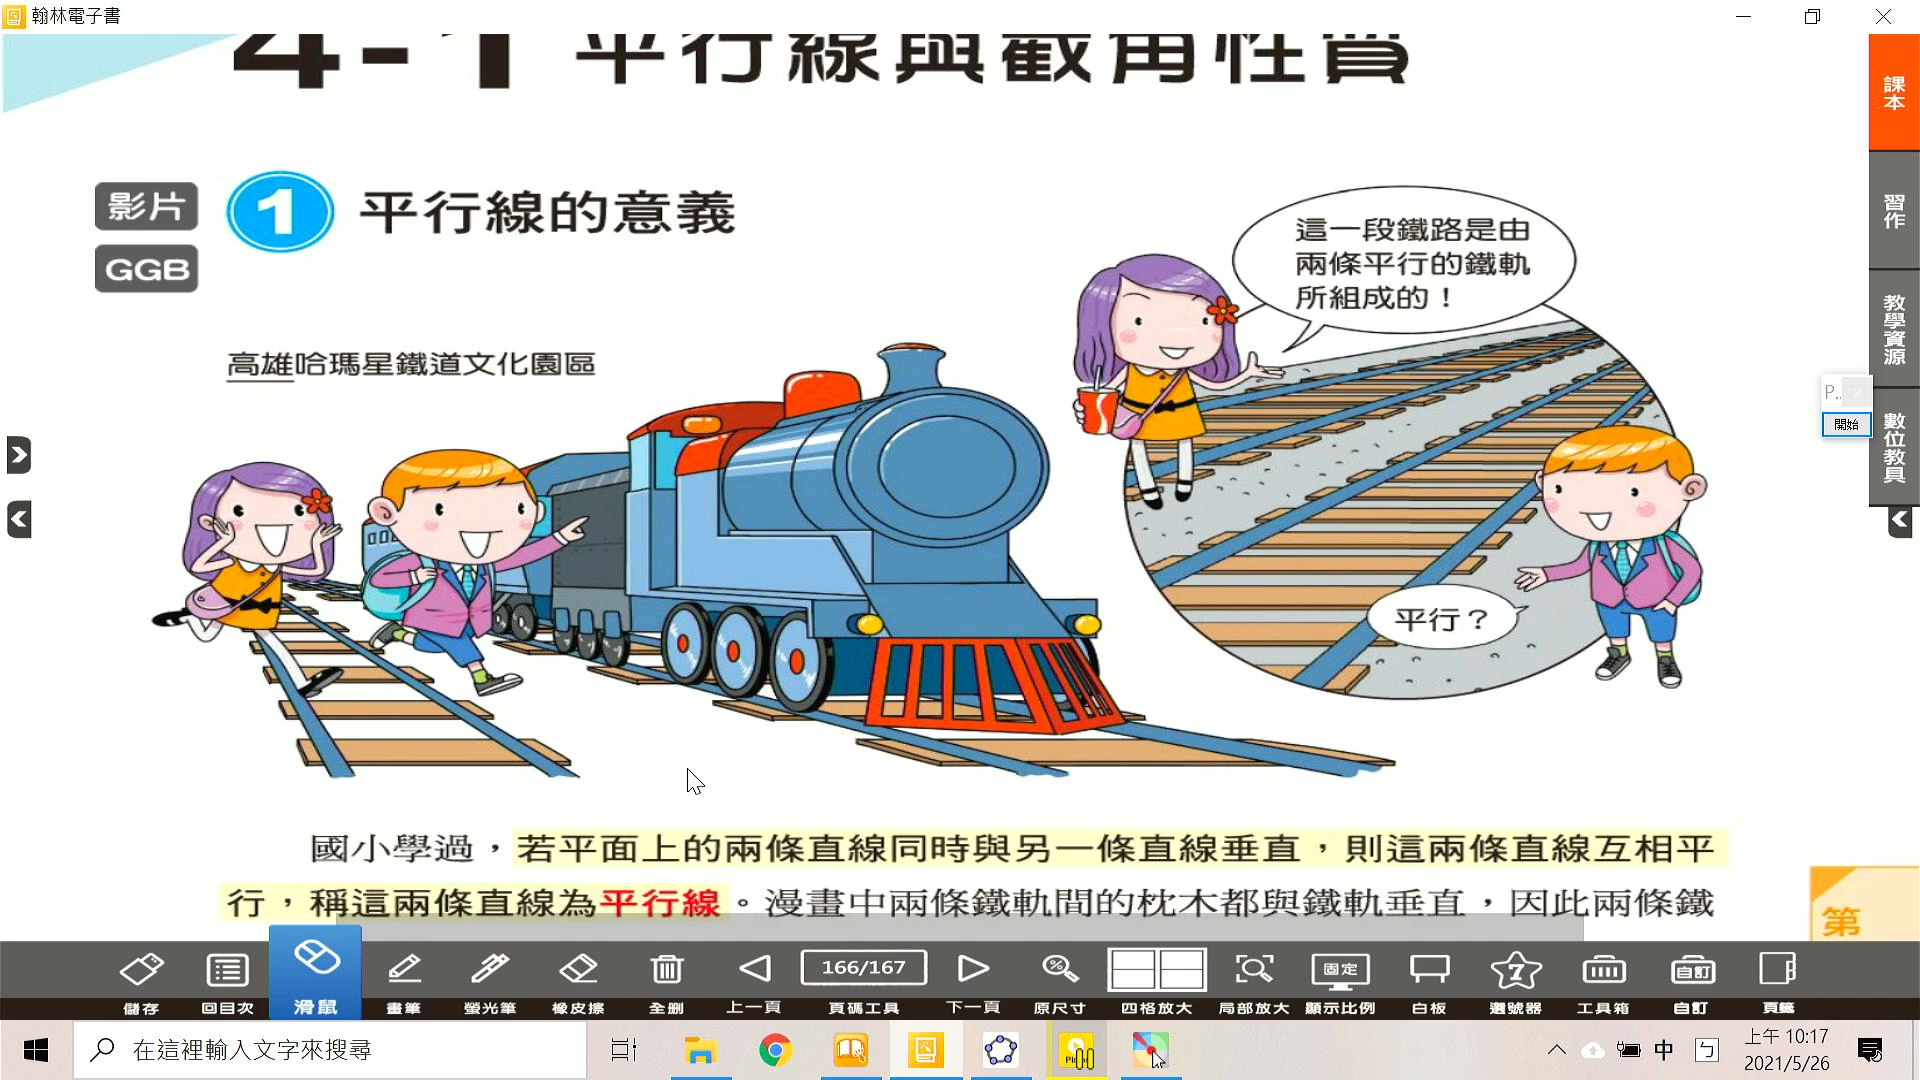 翰林電子書
4-1 平行線與截角性質
影片
1 平行線的意義
GGB
這一段鐵路是由
兩條平行的鐵軌
所組成的！
高雄哈瑪星鐵道文化園區
平行？
國小學過，若平面上的兩條直線同時與另一條直線垂直，則這兩條直線互相平
行，稱這兩條直線為平行線。漫畫中兩條鐵軌間的枕木都與鐵軌垂直，因此兩條鐵
課本
習作
教學資源
數位教具
P..
開始
第
166/167
%
固定
7
自訂
儲存
回目次
滑鼠
畫筆
螢光筆
橡皮擦
全刪
上一頁
頁碼工具
下一頁
原尺寸
四格放大
局部放大
顯示比例
白板
選號器
工具箱
自訂
頁籤
在這裡輸入文字來搜尋
中
ㄅ
上午 10:17
2021/5/26